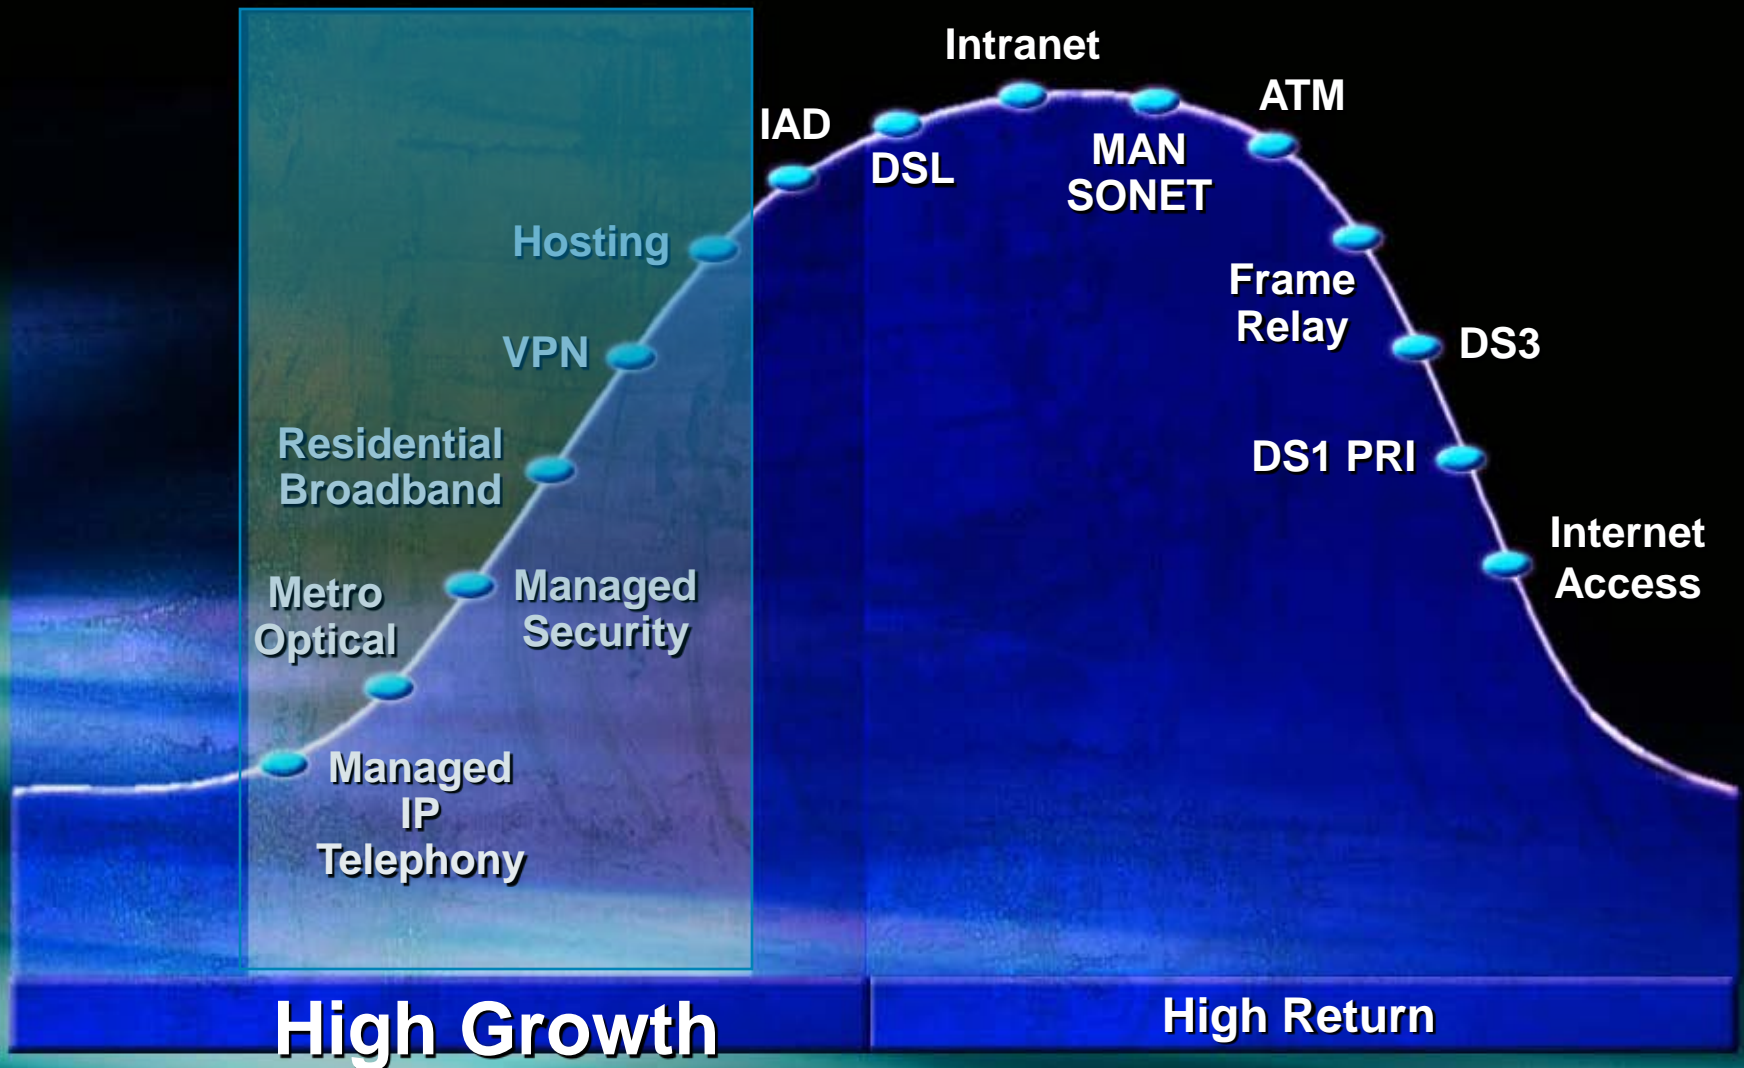 Intranet
ATM
IAD
DSL
MAN
SONET
Hosting
Frame
Relay
VPN
DS3
Residential
Broadband
DS1 PRI
Internet
Access
Metro
Optical
Managed
Security
Managed
IP
Telephony
High Growth
High Return